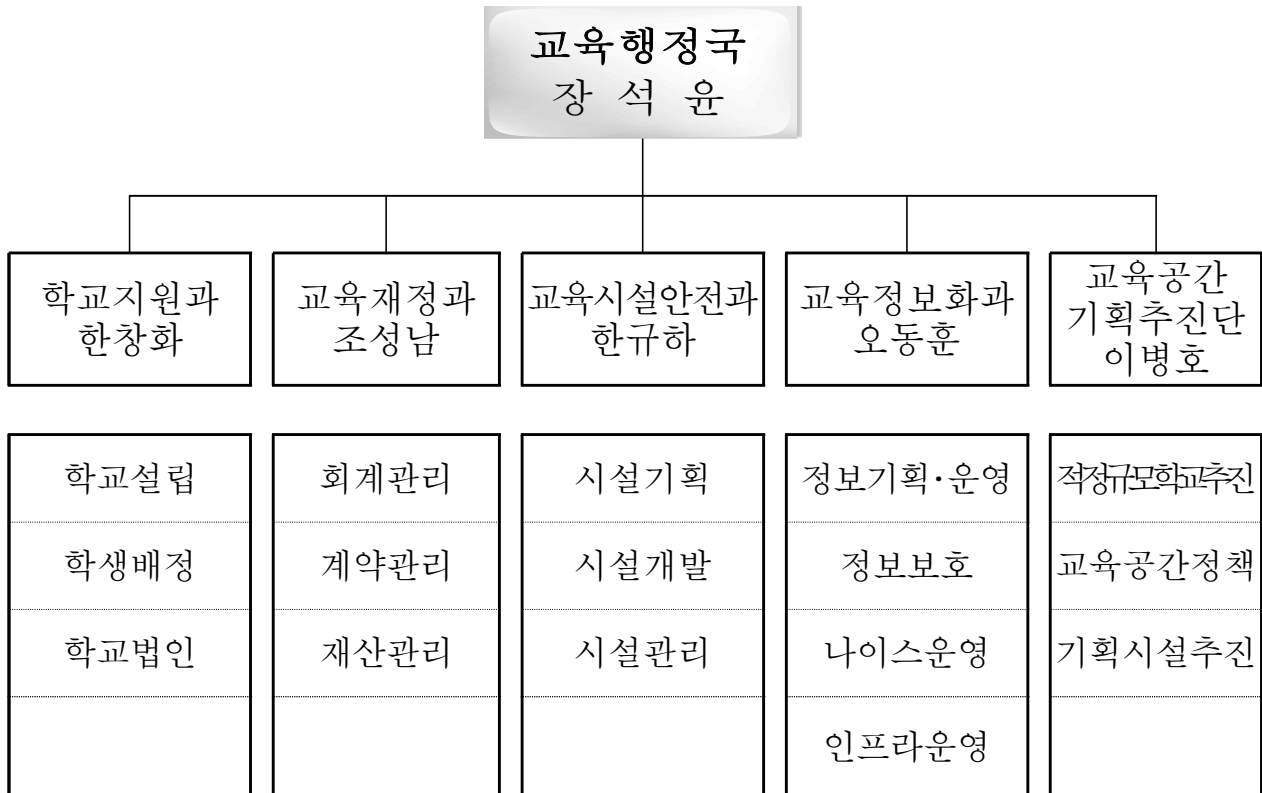 교육행정국
장 석 윤
학교지원과
한창화
교육재정과
조성남
교육시설안전과
한규하
교육정보화과
오동훈
교육공간
기획추진단
이병호
학교설립
학생배정
학교법인
회계관리
계약관리
재산관리
시설기획
시설개발
시설관리
정보기획·운영
정보보호
나이스운영
인프라운영
적정규모학교추진
교육공간정책
기획시설추진